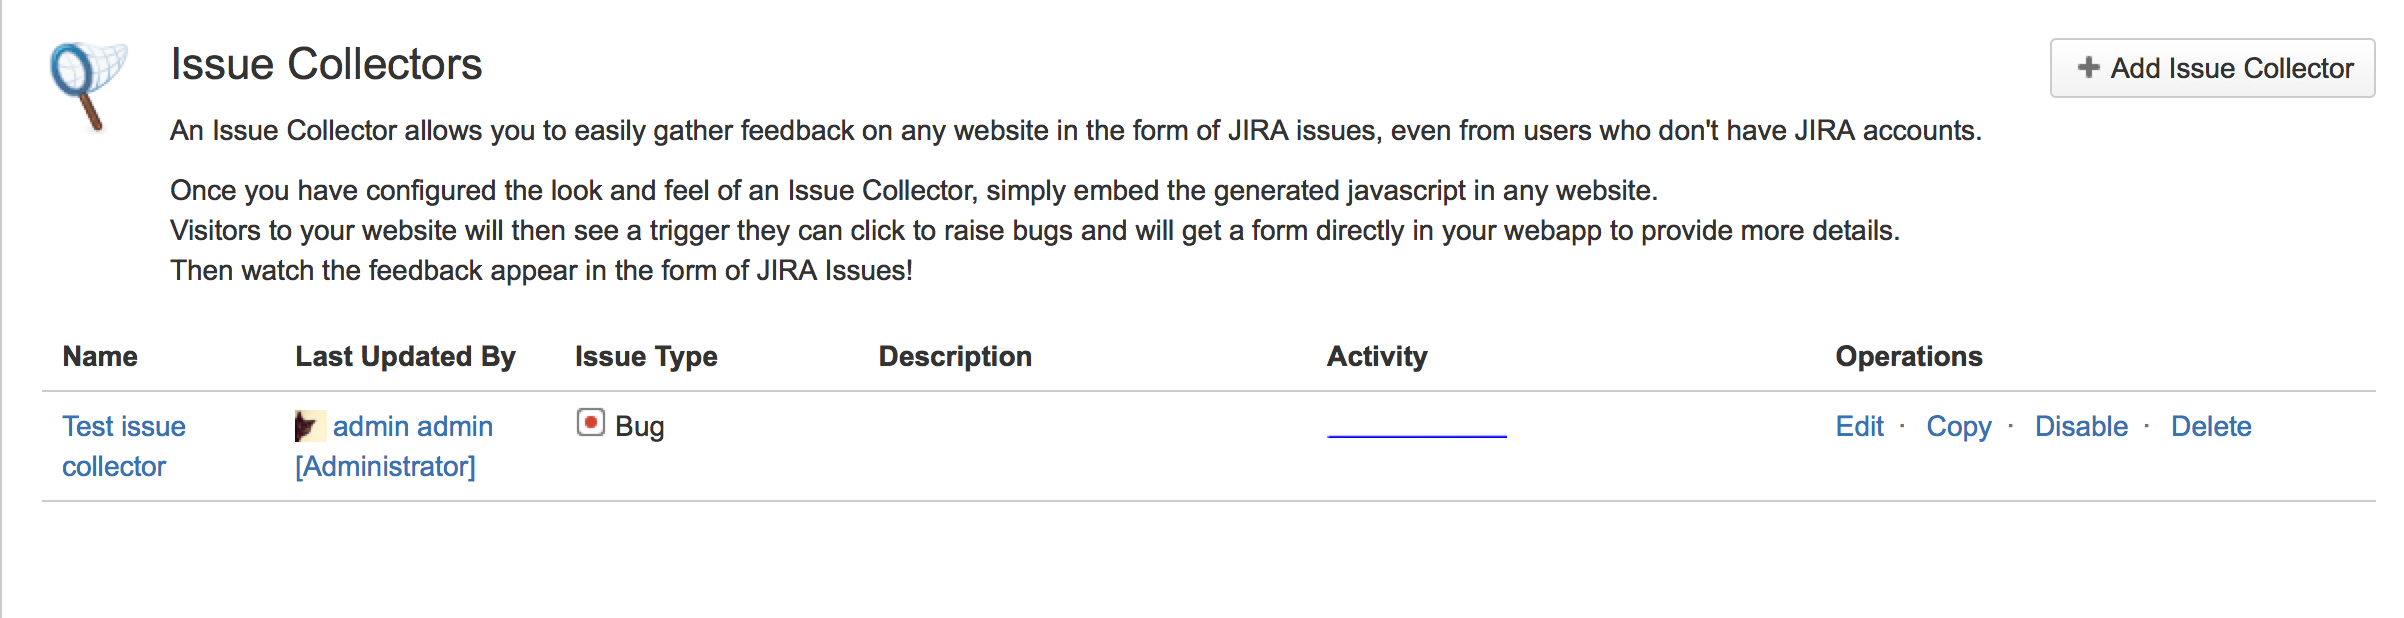 Issue Collectors
Add Issue Collector
An Issue Collector allows you to easily gather feedback on any website in the form of JIRA issues, even from users who don't have JIRA accounts.
Once you have configured the look and feel of an Issue Collector, simply embed the generated javascript in any website.
Visitors to your website will then see a trigger they can click to raise bugs and will get a form directly in your webapp to provide more details.
Then watch the feedback appear in the form of JIRA Issues!
Name Last Updated By Issue Type Description Activity Operations
Test issue admin admin Bug Edit · Copy · Disable · Delete
collector [Administrator]